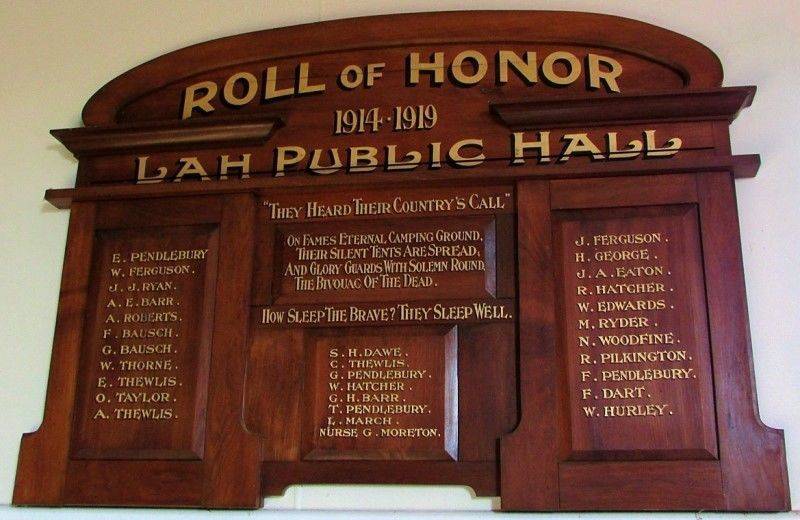 ROLL OF HONOR
1914 · 1919
LAH PUBLIC HALL
"THEY HEARD THEIR COUNTRY'S CALL"
ON FAMES ETERNAL CAMPING GROUND,
THEIR SILENT TENTS ARE SPREAD;
AND GLORY GUARDS WITH SOLEMN ROUND,
THE BIVOUAC OF THE DEAD.
HOW SLEEP THE BRAVE? THEY SLEEP WELL.
E. PENDLEBURY
W. FERGUSON.
J. J. RYAN.
A. E. BARR.
A. ROBERTS.
F. BAUSCH.
G. BAUSCH.
W. THORNE.
E. THEWLIS.
O. TAYLOR.
A. THEWLIS.
S. H. DAWE.
C. THEWLIS.
G. PENDLEBURY.
W. HATCHER.
G. H. BARR.
T. PENDLEBURY.
L. MARCH.
NURSE G. MORETON.
J. FERGUSON.
H. GEORGE.
J. A. EATON.
R. HATCHER.
W. EDWARDS.
M. RYDER.
N. WOODFINE.
R. PILKINGTON.
F. PENDLEBURY.
F. DART.
W. HURLEY.